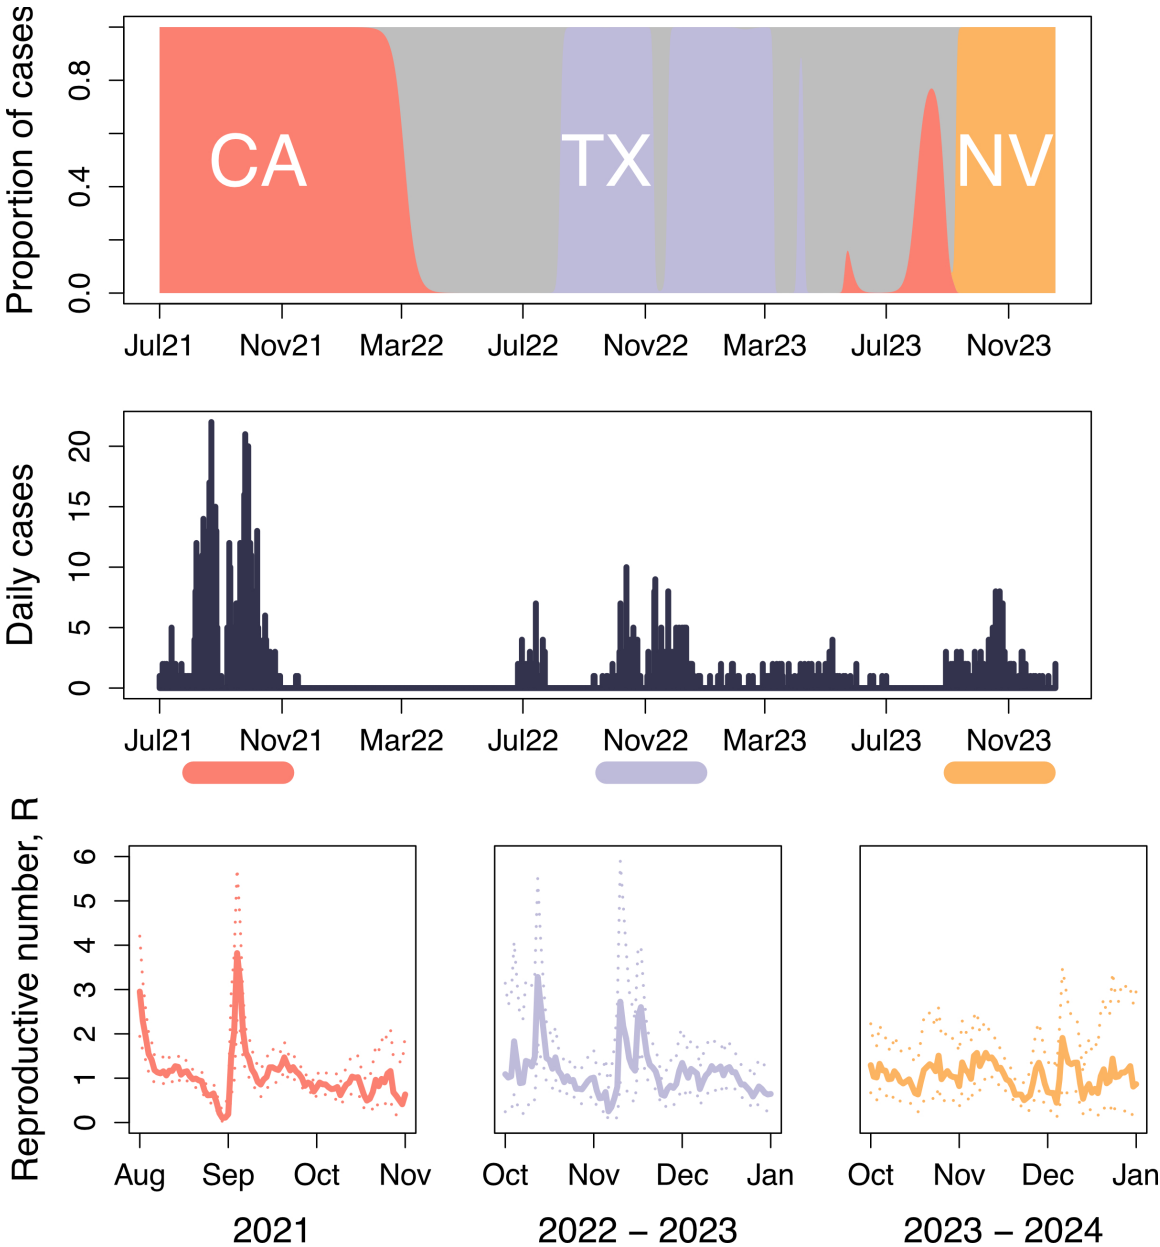 Proportion of cases
0.8
0.4
0.0
CA
TX
NV
Jul21 Nov21 Mar22 Jul22 Nov22 Mar23 Jul23 Nov23
Daily cases
20
15
10
5
0
Jul21 Nov21 Mar22 Jul22 Nov22 Mar23 Jul23 Nov23
Reproductive number, R
6
5
4
3
2
1
0
Aug Sep Oct Nov
2021
Oct Nov Dec Jan
2022 – 2023
Oct Nov Dec Jan
2023 – 2024